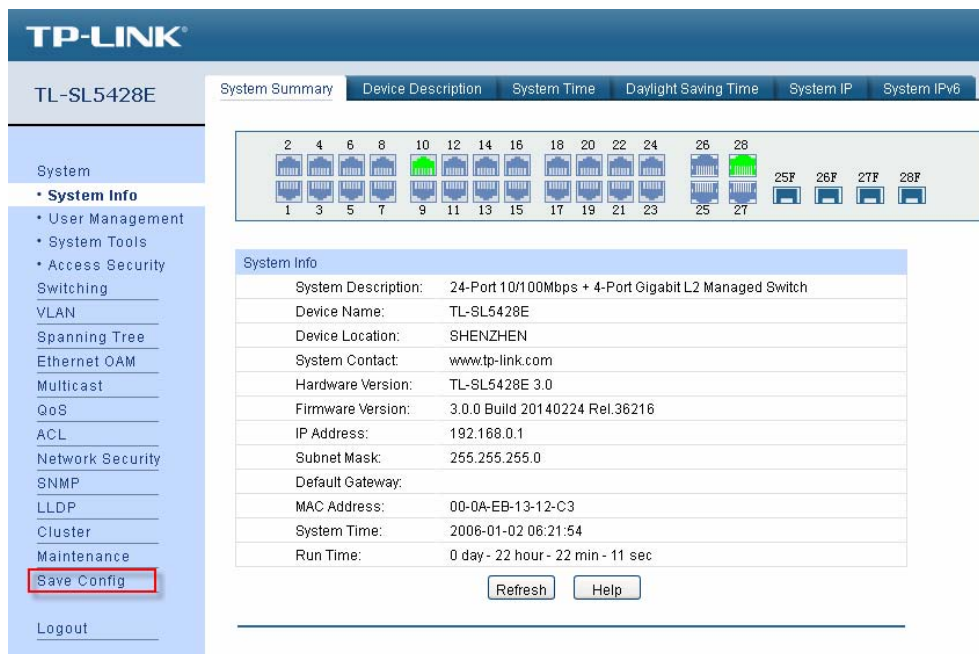 TP-LINK®
TL-SL5428E
System Summary Device Description System Time Daylight Saving Time System IP System IPv6
System
• System Info
• User Management
• System Tools
• Access Security
Switching
VLAN
Spanning Tree
Ethernet OAM
Multicast
QoS
ACL
Network Security
SNMP
LLDP
Cluster
Maintenance
Save Config
Logout
2 4 6 8 10 12 14 16 18 20 22 24 26 28
25F 26F 27F 28F
1 3 5 7 9 11 13 15 17 19 21 23 25 27
System Info
System Description: 24-Port 10/100Mbps + 4-Port Gigabit L2 Managed Switch
Device Name: TL-SL5428E
Device Location: SHENZHEN
System Contact: www.tp-link.com
Hardware Version: TL-SL5428E 3.0
Firmware Version: 3.0.0 Build 20140224 Rel.36216
IP Address: 192.168.0.1
Subnet Mask: 255.255.255.0
Default Gateway:
MAC Address: 00-0A-EB-13-12-C3
System Time: 2006-01-02 06:21:54
Run Time: 0 day - 22 hour - 22 min - 11 sec
Refresh Help